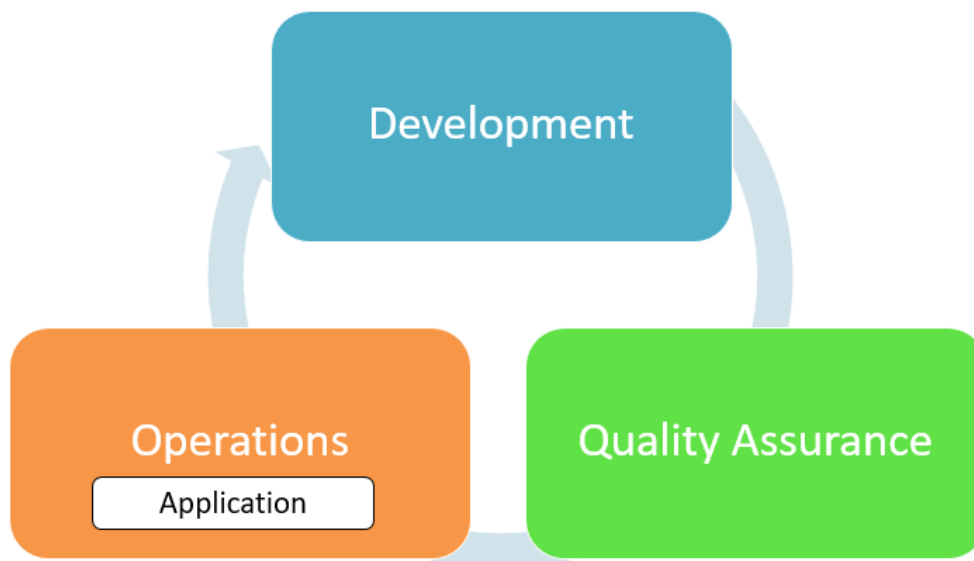 Development
Operations
Application
Quality Assurance